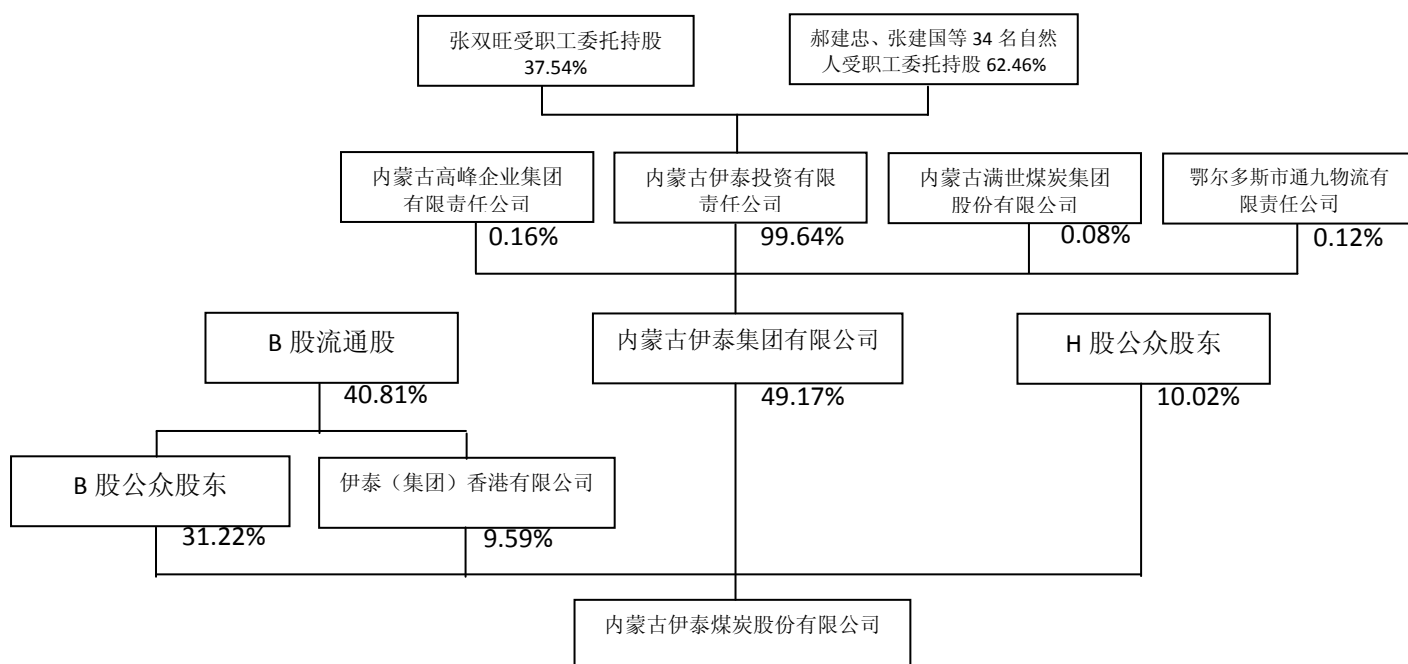 张双旺受职工委托持股
37.54%
郝建忠、张建国等 34 名自然
人受职工委托持股 62.46%
内蒙古高峰企业集团
有限责任公司
0.16%
内蒙古伊泰投资有限
责任公司
99.64%
内蒙古满世煤炭集团
股份有限公司
0.08%
鄂尔多斯市通九物流有
限责任公司
0.12%
B 股流通股
40.81%
内蒙古伊泰集团有限公司
49.17%
H 股公众股东
10.02%
B 股公众股东
31.22%
伊泰（集团）香港有限公司
9.59%
内蒙古伊泰煤炭股份有限公司